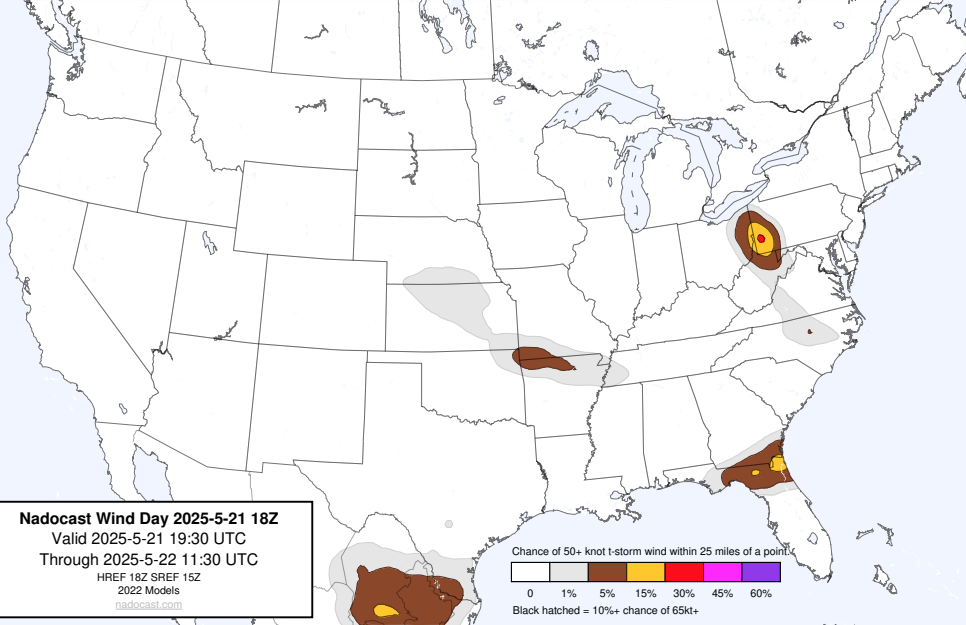 Nadocast Wind Day 2025-5-21 18Z
Valid 2025-5-21 19:30 UTC
Through 2025-5-22 11:30 UTC
HREF 18Z SREF 15Z
2022 Models
nadocast.com
Chance of 50+ knot t-storm wind within 25 miles of a point.
0 1% 5% 15% 30% 45% 60%
Black hatched = 10%+ chance of 65kt+